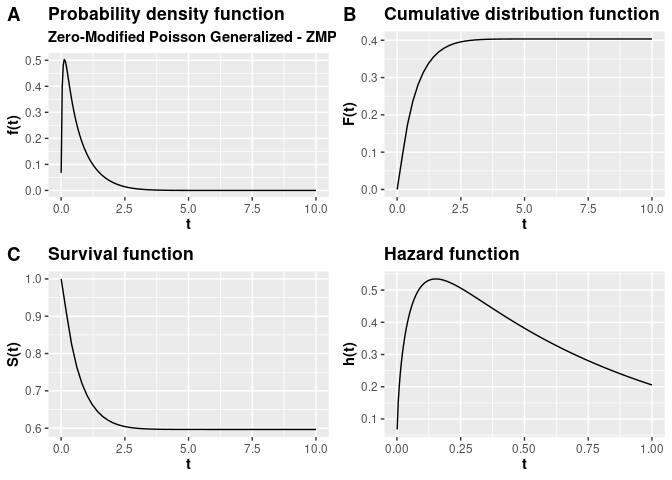 A
Probability density function
Zero-Modified Poisson Generalized - ZMP
f(t)
0.5
0.4
0.3
0.2
0.1
0.0
0.0 2.5 5.0 7.5 10.0
t
B
Cumulative distribution function
F(t)
0.4
0.3
0.2
0.1
0.0
0.0 2.5 5.0 7.5 10.0
t
C
Survival function
S(t)
1.0
0.9
0.8
0.7
0.6
0.0 2.5 5.0 7.5 10.0
t
Hazard function
h(t)
0.5
0.4
0.3
0.2
0.1
0.00 0.25 0.50 0.75 1.00
t